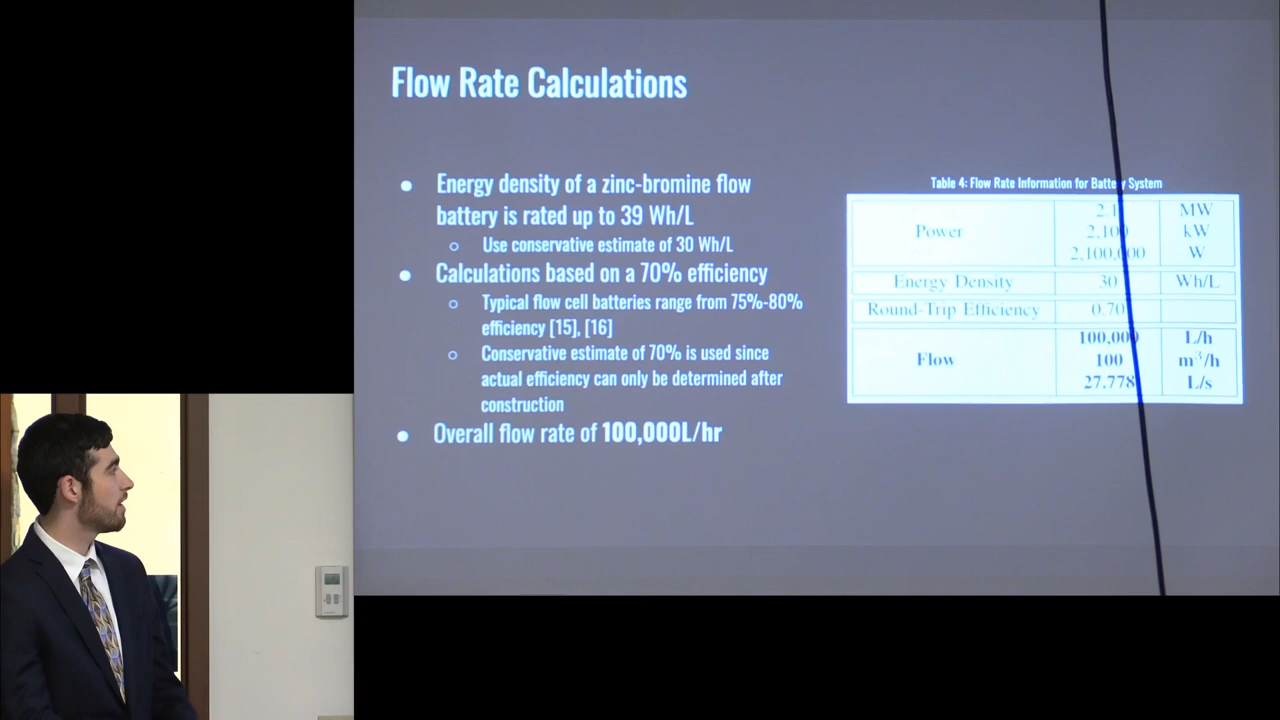 Flow Rate Calculations
● Energy density of a zinc-bromine flow
battery is rated up to 39 Wh/L
○ Use conservative estimate of 30 Wh/L
● Calculations based on a 70% efficiency
○ Typical flow cell batteries range from 75%-80%
efficiency [15], [16]
○ Conservative estimate of 70% is used since
actual efficiency can only be determined after
construction
● Overall flow rate of 100,000L/hr
Table 4: Flow Rate Information for Battery System
Power
2.1 MW
2,100 kW
2,100,000 W
Energy Density 30 Wh/L
Round-Trip Efficiency 0.70
Flow
100,000 L/h
100 m³/h
27.778 L/s